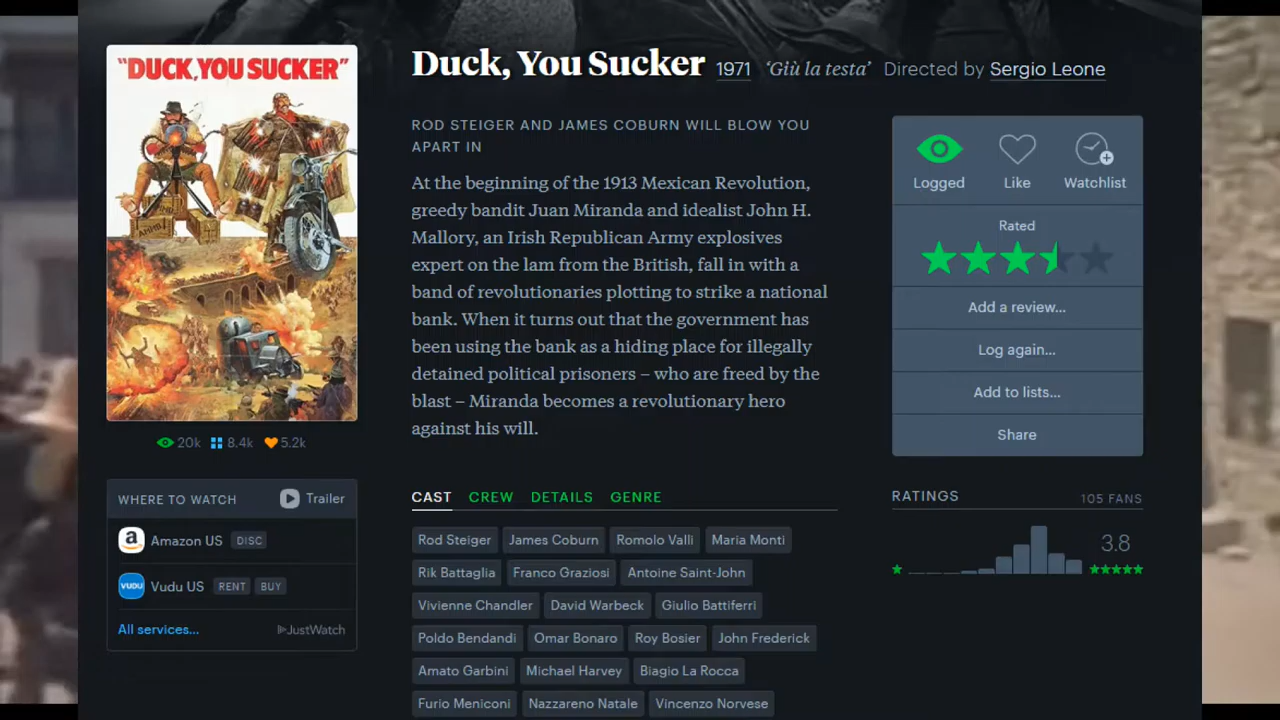 "DUCK, YOU SUCKER"
Duck, You Sucker 1971 ‘Giù la testa’ Directed by Sergio Leone
ROD STEIGER AND JAMES COBURN WILL BLOW YOU
APART IN
At the beginning of the 1913 Mexican Revolution,
greedy bandit Juan Miranda and idealist John H.
Mallory, an Irish Republican Army explosives
expert on the lam from the British, fall in with a
band of revolutionaries plotting to strike a national
bank. When it turns out that the government has
been using the bank as a hiding place for illegally
detained political prisoners – who are freed by the
blast – Miranda becomes a revolutionary hero
against his will.
Logged Like Watchlist
Rated
Add a review...
Log again...
Add to lists...
Share
20k 8.4k 5.2k
WHERE TO WATCH Trailer
Amazon US DISC
VUDU Vudu US RENT BUY
All services... JustWatch
CAST CREW DETAILS GENRE
Rod Steiger James Coburn Romolo Valli Maria Monti
Rik Battaglia Franco Graziosi Antoine Saint-John
Vivienne Chandler David Warbeck Giulio Battiferri
Poldo Bendandi Omar Bonaro Roy Bosier John Frederick
Amato Garbini Michael Harvey Biagio La Rocca
Furio Meniconi Nazzareno Natale Vincenzo Norvese
RATINGS 105 FANS
3.8